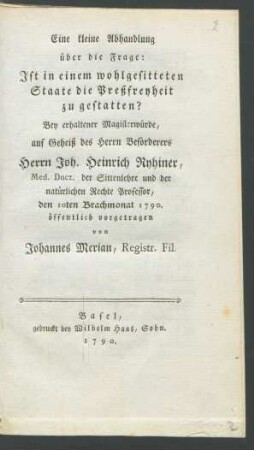 2
Eine kleine Abhandlung
über die Frage:
Ist in einem wohlgesitteten
Staate die Preßfreyheit
zu gestatten?
Bey erhaltener Magisterwürde,
auf Geheiß des Herrn Beförderers
Herrn Joh. Heinrich Ryhiner,
Med. Doct. der Sittenlehre und der
natürlichen Rechte Professor,
den 10ten Brachmonat 1790.
öffentlich vorgetragen
von
Johannes Merian, Registr. Fil.
Basel,
gedruckt bey Wilhelm Haas, Sohn.
1790.
2